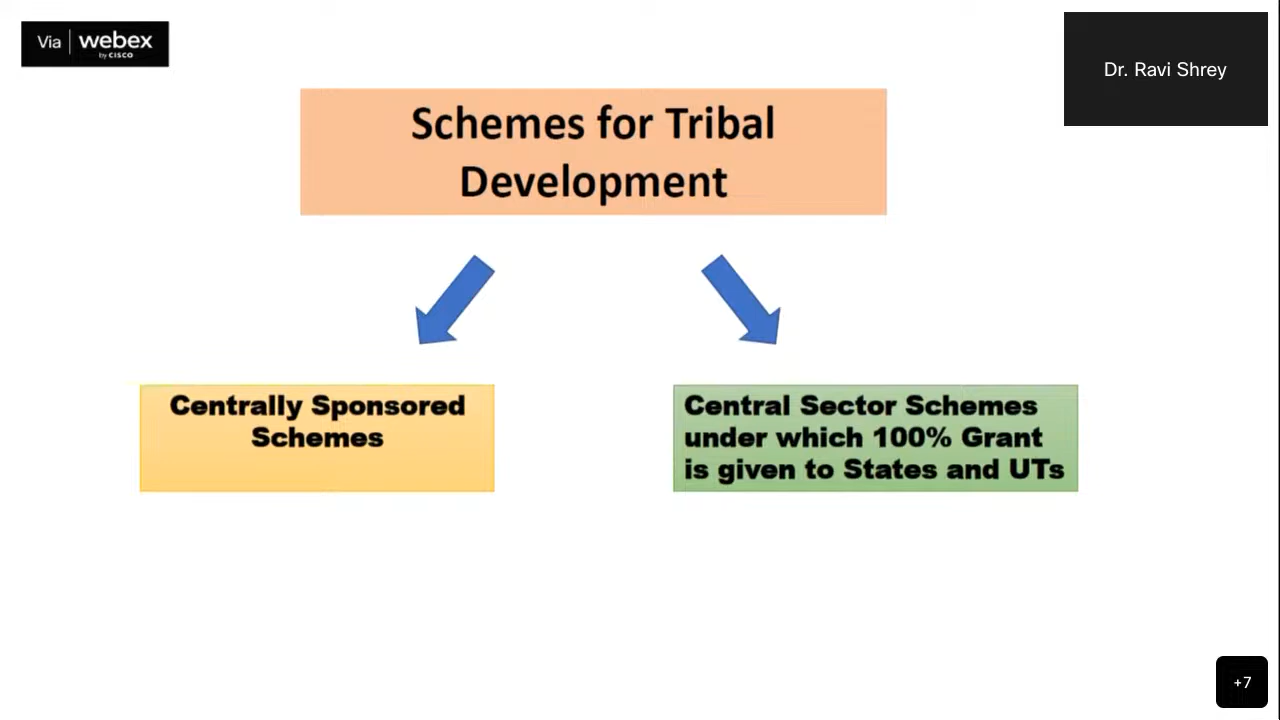 Via webex
by CISCO
Dr. Ravi Shrey
Schemes for Tribal
Development
Centrally Sponsored
Schemes
Central Sector Schemes
under which 100% Grant
is given to States and UTs
+7